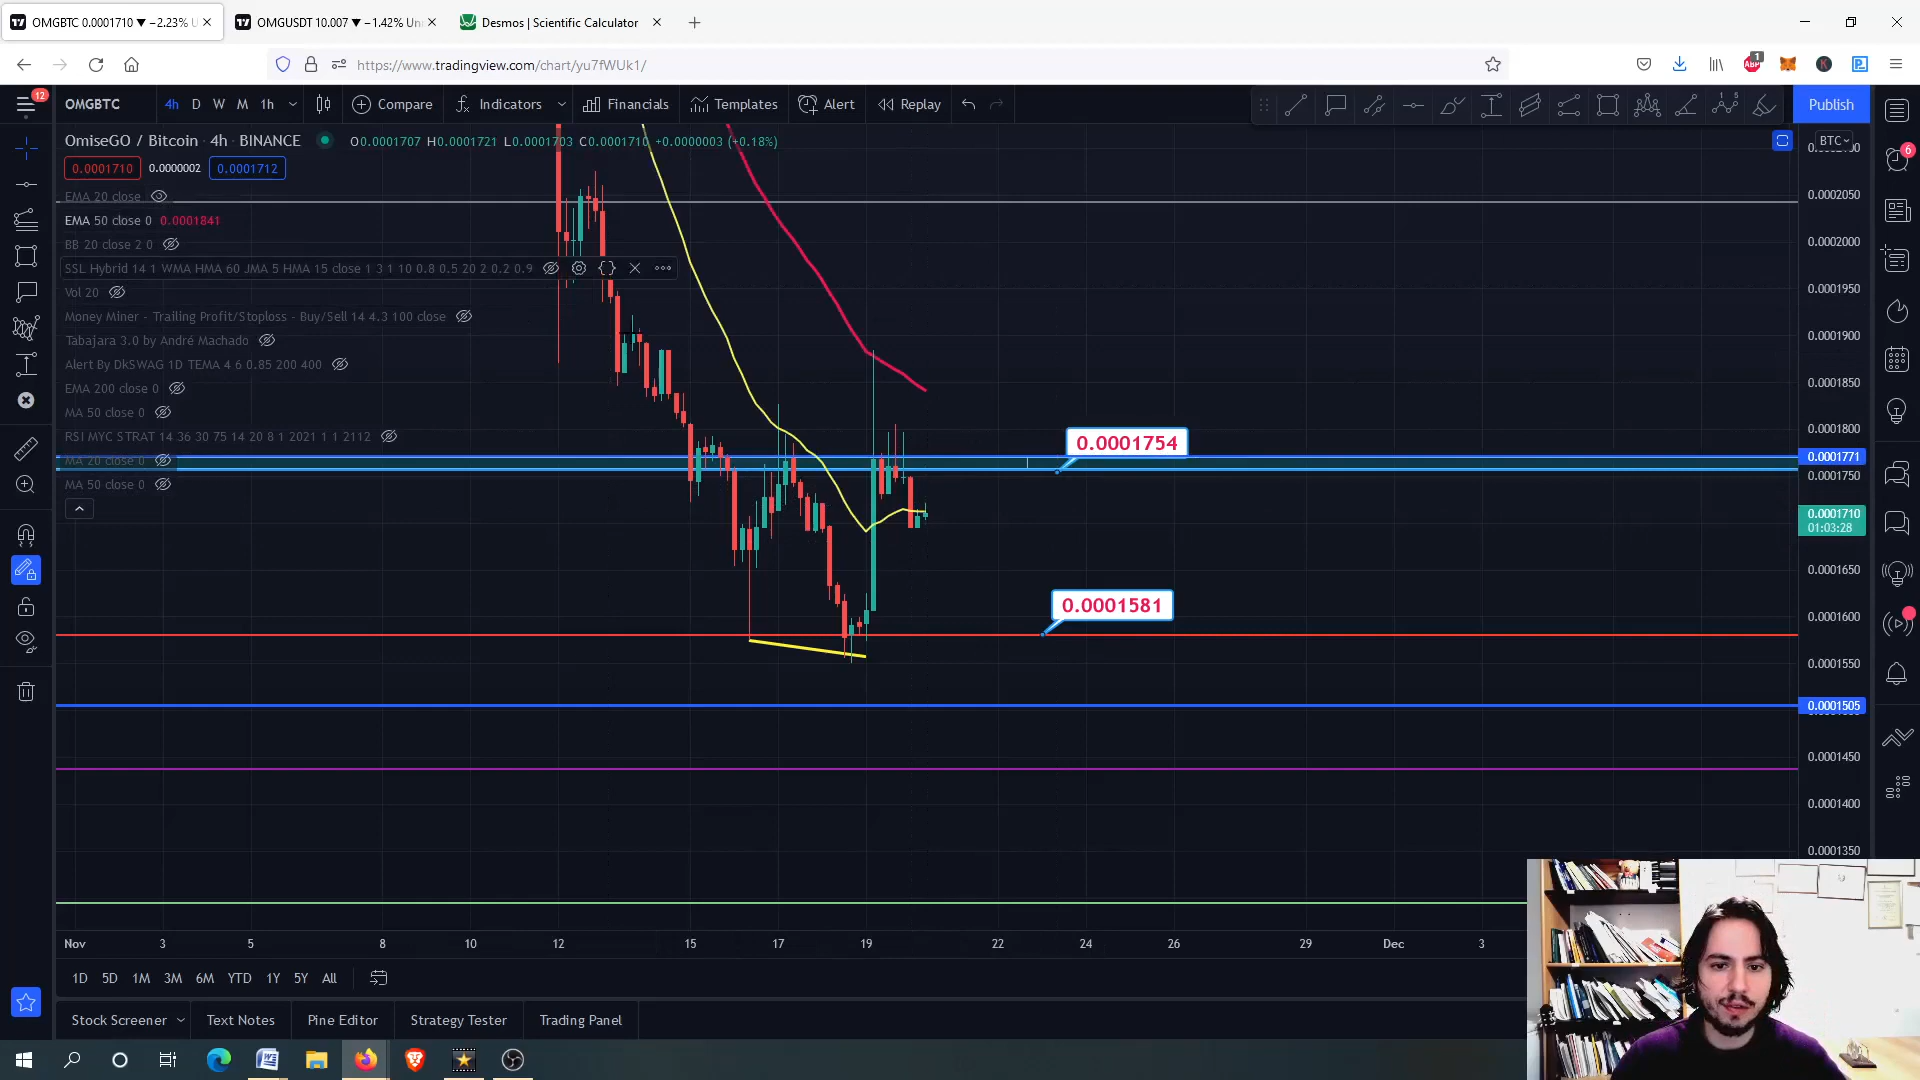 OMGBTC 0.0001710 ▼ −2.23% U
OMGUSDT 10.007 ▼ −1.42% Un
Desmos | Scientific Calculator
https://www.tradingview.com/chart/yu7fWUk1/
1
ABP
12
OMGBTC
4h
D
W
M
1h
Compare
Indicators
Financials
Templates
Alert
Replay
Publish
OmiseGO / Bitcoin · 4h · BINANCE
O0.0001707 H0.0001721 L0.0001703 C0.0001710 +0.0000003 (+0.18%)
BTC
6
0.0001710
0.0000002
0.0001712
EMA 20 close
EMA 50 close 0 0.0001841
BB 20 close 2 0
SSL Hybrid 14 1 WMA HMA 60 JMA 5 HMA 15 close 1 3 1 10 0.8 0.5 20 2 0.2 0.9
Vol 20
Money Miner - Trailing Profit/Stoploss - Buy/Sell 14 4.3 100 close
Tabajara 3.0 by André Machado
Alert By DkSWAG 1D TEMA 4 6 0.85 200 400
EMA 200 close 0
MA 50 close 0
RSI MYC STRAT 14 36 30 75 14 20 8 1 2021 1 1 2112
MA 20 close 0
MA 50 close 0
0.0001754
0.0001581
0.0002050
0.0002000
0.0001950
0.0001900
0.0001850
0.0001800
0.0001771
0.0001750
0.0001710
01:03:28
0.0001650
0.0001600
0.0001550
0.0001505
0.0001450
0.0001400
0.0001350
Nov
3
5
8
10
12
15
17
19
22
24
26
29
Dec
3
1D
5D
1M
3M
6M
YTD
1Y
5Y
All
Stock Screener
Text Notes
Pine Editor
Strategy Tester
Trading Panel